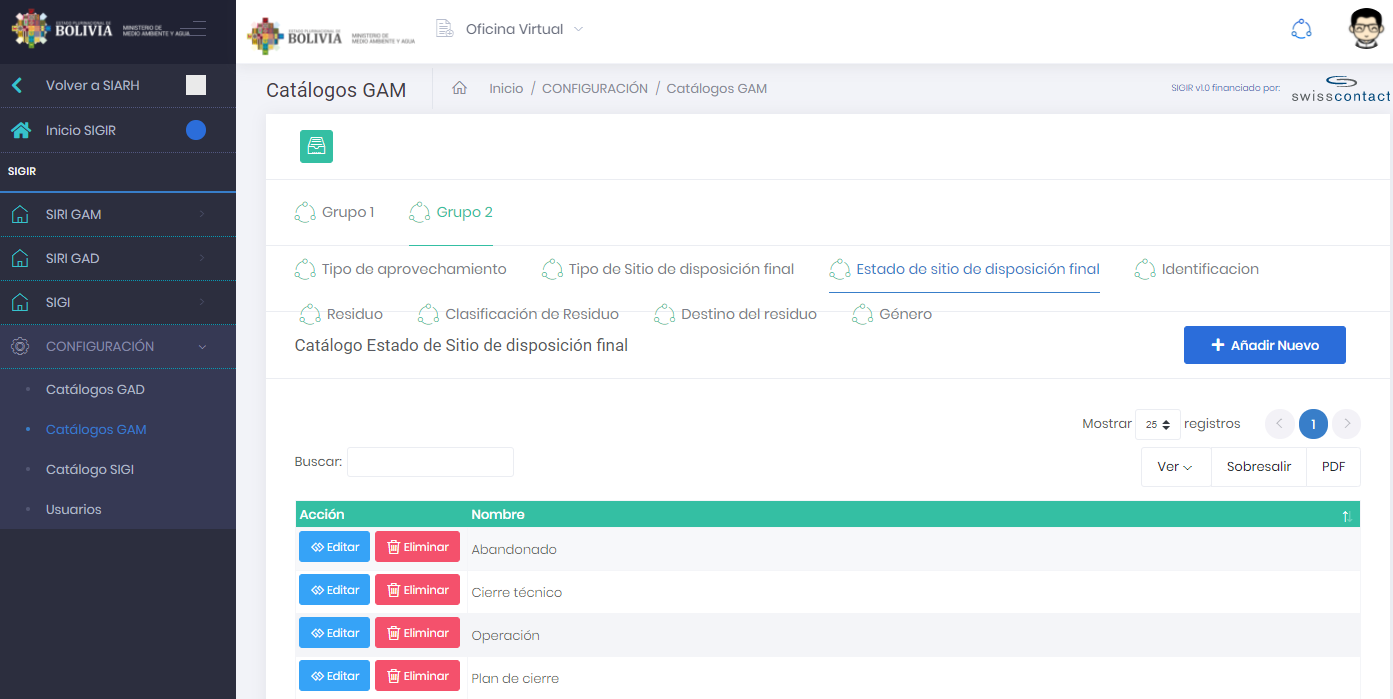 ESTADO PLURINACIONAL DE
BOLIVIA
MINISTERIO DE
MEDIO AMBIENTE Y AGUA
Volver a SIARH
Inicio SIGIR
SIGIR
SIRI GAM
SIRI GAD
SIGI
CONFIGURACIÓN
Catálogos GAD
Catálogos GAM
Catálogo SIGI
Usuarios
ESTADO PLURINACIONAL DE
BOLIVIA
MINISTERIO DE
MEDIO AMBIENTE Y AGUA
Oficina Virtual
Catálogos GAM
Inicio / CONFIGURACIÓN / Catálogos GAM
SIGIR v1.0 financiado por:
swisscontact
Grupo 1 Grupo 2
Tipo de aprovechamiento Tipo de Sitio de disposición final Estado de sitio de disposición final Identificacion
Residuo Clasificación de Residuo Destino del residuo Género
Catálogo Estado de Sitio de disposición final
Añadir Nuevo
Mostrar 25 registros 1
Buscar:
Ver Sobresalir PDF
Acción Nombre
Editar Eliminar Abandonado
Editar Eliminar Cierre técnico
Editar Eliminar Operación
Editar Eliminar Plan de cierre